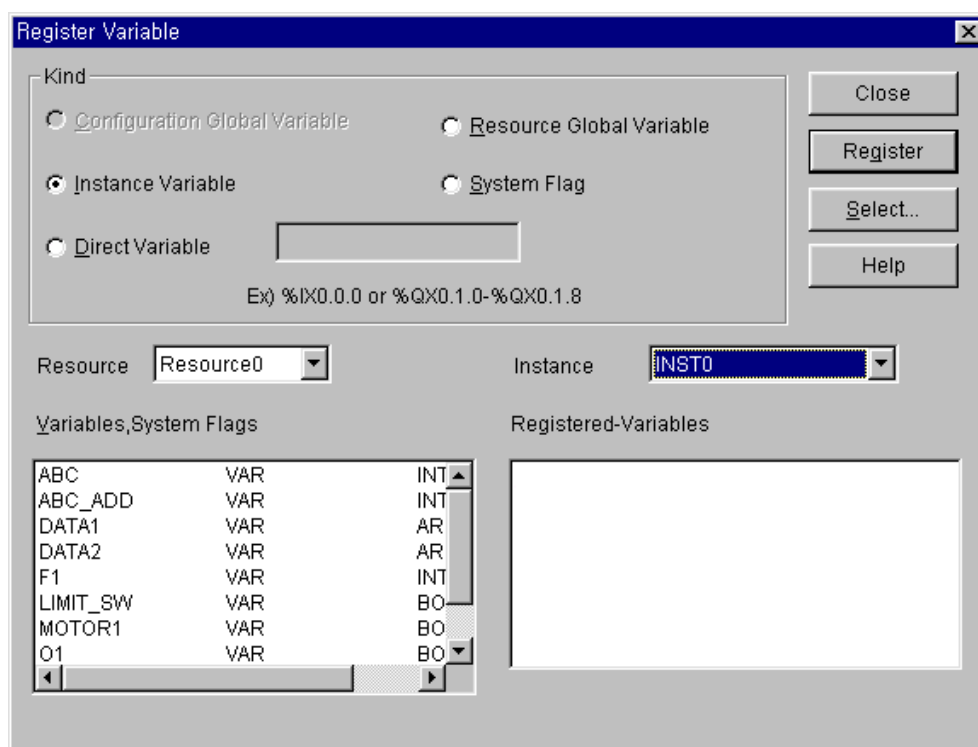 Register Variable
Kind
Configuration Global Variable
Resource Global Variable
Instance Variable
System Flag
Direct Variable
Ex) %IX0.0.0 or %QX0.1.0-%QX0.1.8
Close
Register
Select...
Help
Resource Resource0
Instance INST0
Variables,System Flags
ABC VAR INT
ABC_ADD VAR INT
DATA1 VAR AR
DATA2 VAR AR
F1 VAR INT
LIMIT_SW VAR BO
MOTOR1 VAR BO
O1 VAR BO
Registered-Variables